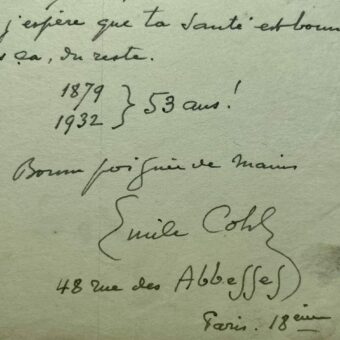 j'espère que ta santé est bonn
s ça, du reste.
1879
1932 } 53 ans!
Bonne poignée de mains
Emile Cohl
48 rue des Abbesses
Paris. 18ème